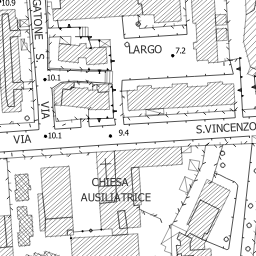 10.9
GATONE S.
LARGO
7.2
10.1
VIA
10.1
9.4
VIA
S.VINCENZO
CHIESA
AUSILIATRICE